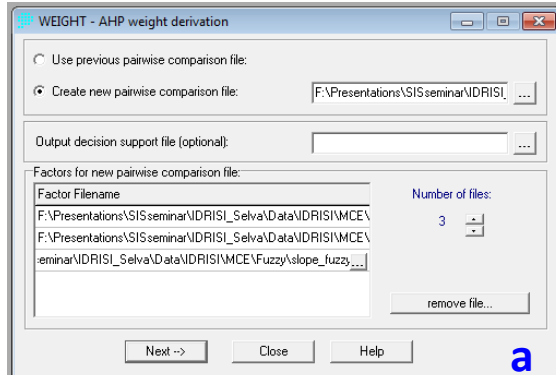 WEIGHT - AHP weight derivation
Use previous pairwise comparison file:
Create new pairwise comparison file:
F:\Presentations\SISseminar\IDRISI_
...
Output decision support file (optional):
...
Factors for new pairwise comparison file:
Factor Filename
Number of files:
F:\Presentations\SISseminar\IDRISI_Selva\Data\IDRISI\MCE\
3
F:\Presentations\SISseminar\IDRISI_Selva\Data\IDRISI\MCE\
:eminar\IDRISI_Selva\Data\IDRISI\MCE\Fuzzy\slope_fuzzy
...
remove file...
Next -->
Close
Help
a